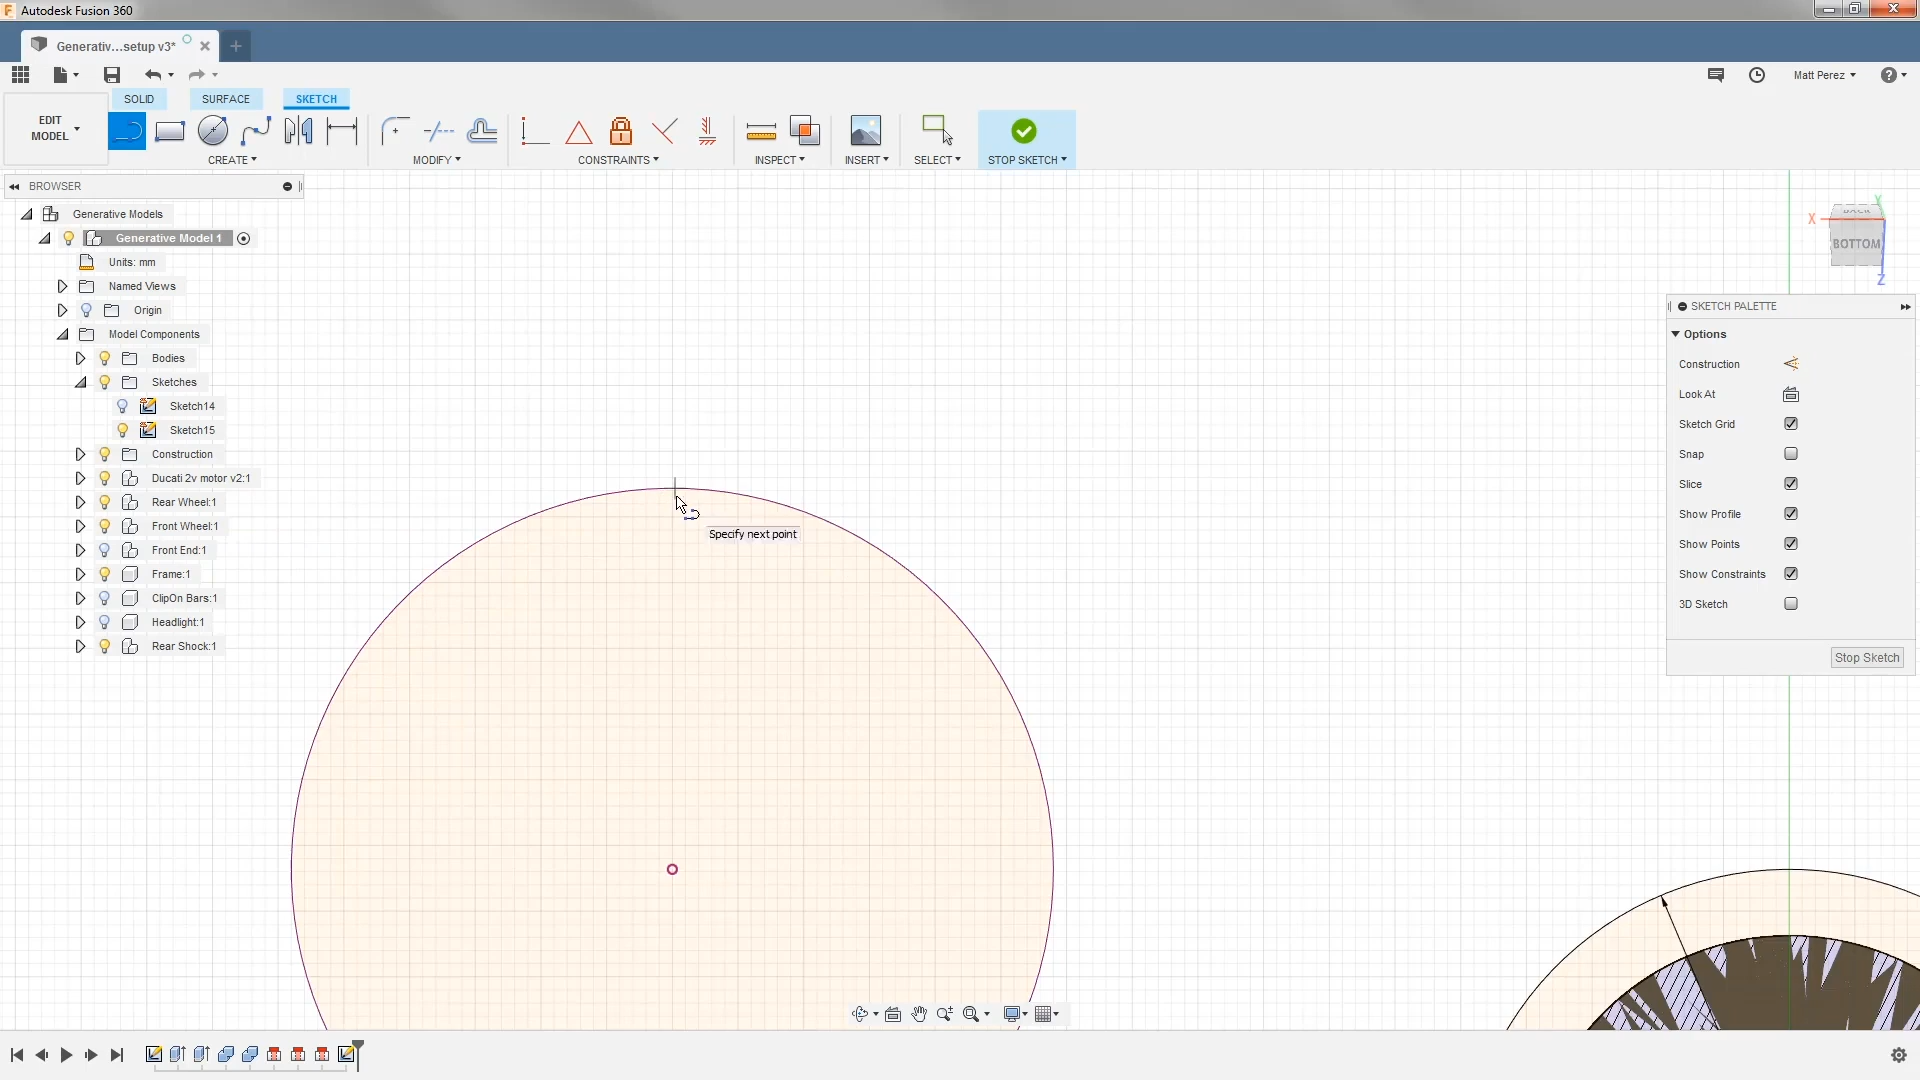 Autodesk Fusion 360
Generativ...setup v3*
Matt Perez
SOLID
SURFACE
SKETCH
EDIT
MODEL
CREATE
MODIFY
CONSTRAINTS
INSPECT
INSERT
SELECT
STOP SKETCH
BROWSER
Generative Models
Generative Model 1
Units: mm
Named Views
Origin
Model Components
Bodies
Sketches
Sketch14
Sketch15
Construction
Ducati 2v motor v2:1
Rear Wheel:1
Front Wheel:1
Front End:1
Frame:1
ClipOn Bars:1
Headlight:1
Rear Shock:1
Specify next point
Y
X
BACK
BOTTOM
Z
SKETCH PALETTE
Options
Construction
Look At
Sketch Grid
Snap
Slice
Show Profile
Show Points
Show Constraints
3D Sketch
Stop Sketch